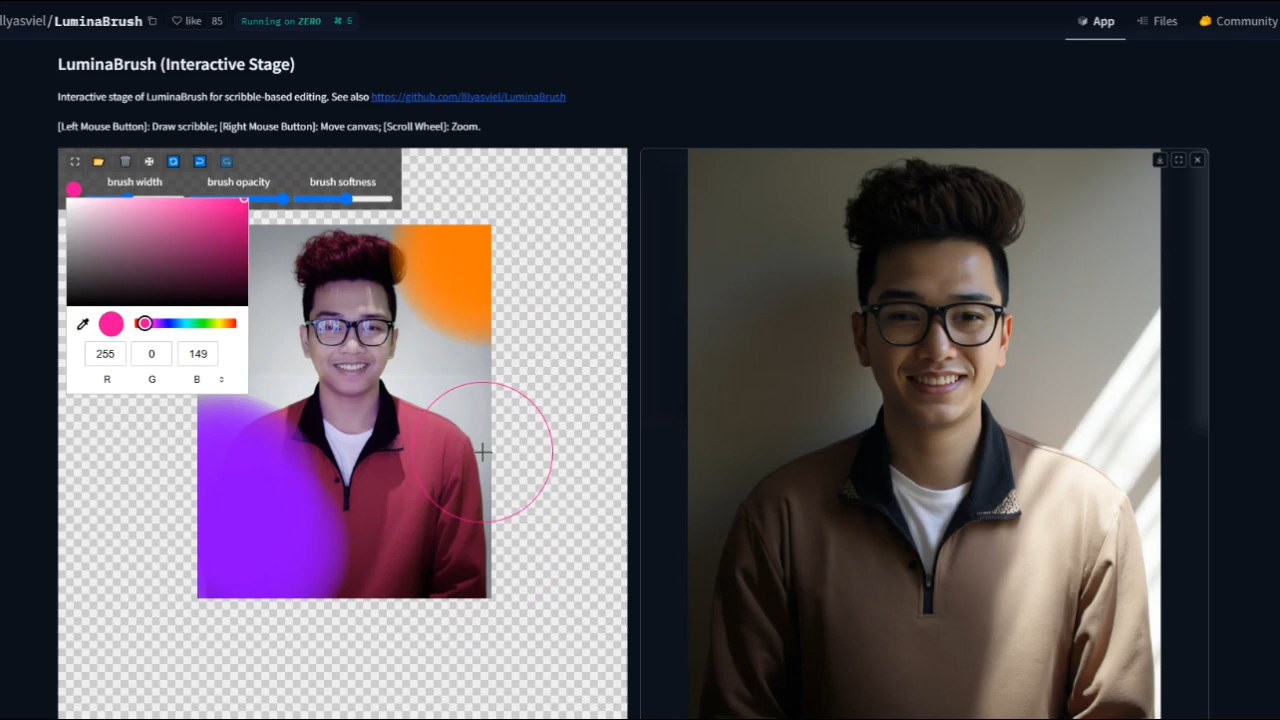 llyasviel/LuminaBrush like 85 Running on ZERO 5 App Files Community
LuminaBrush (Interactive Stage)
Interactive stage of LuminaBrush for scribble-based editing. See also https://github.com/lllyasviel/LuminaBrush
[Left Mouse Button]: Draw scribble; [Right Mouse Button]: Move canvas; [Scroll Wheel]: Zoom.
brush width brush opacity brush softness
255 0 149
R G B